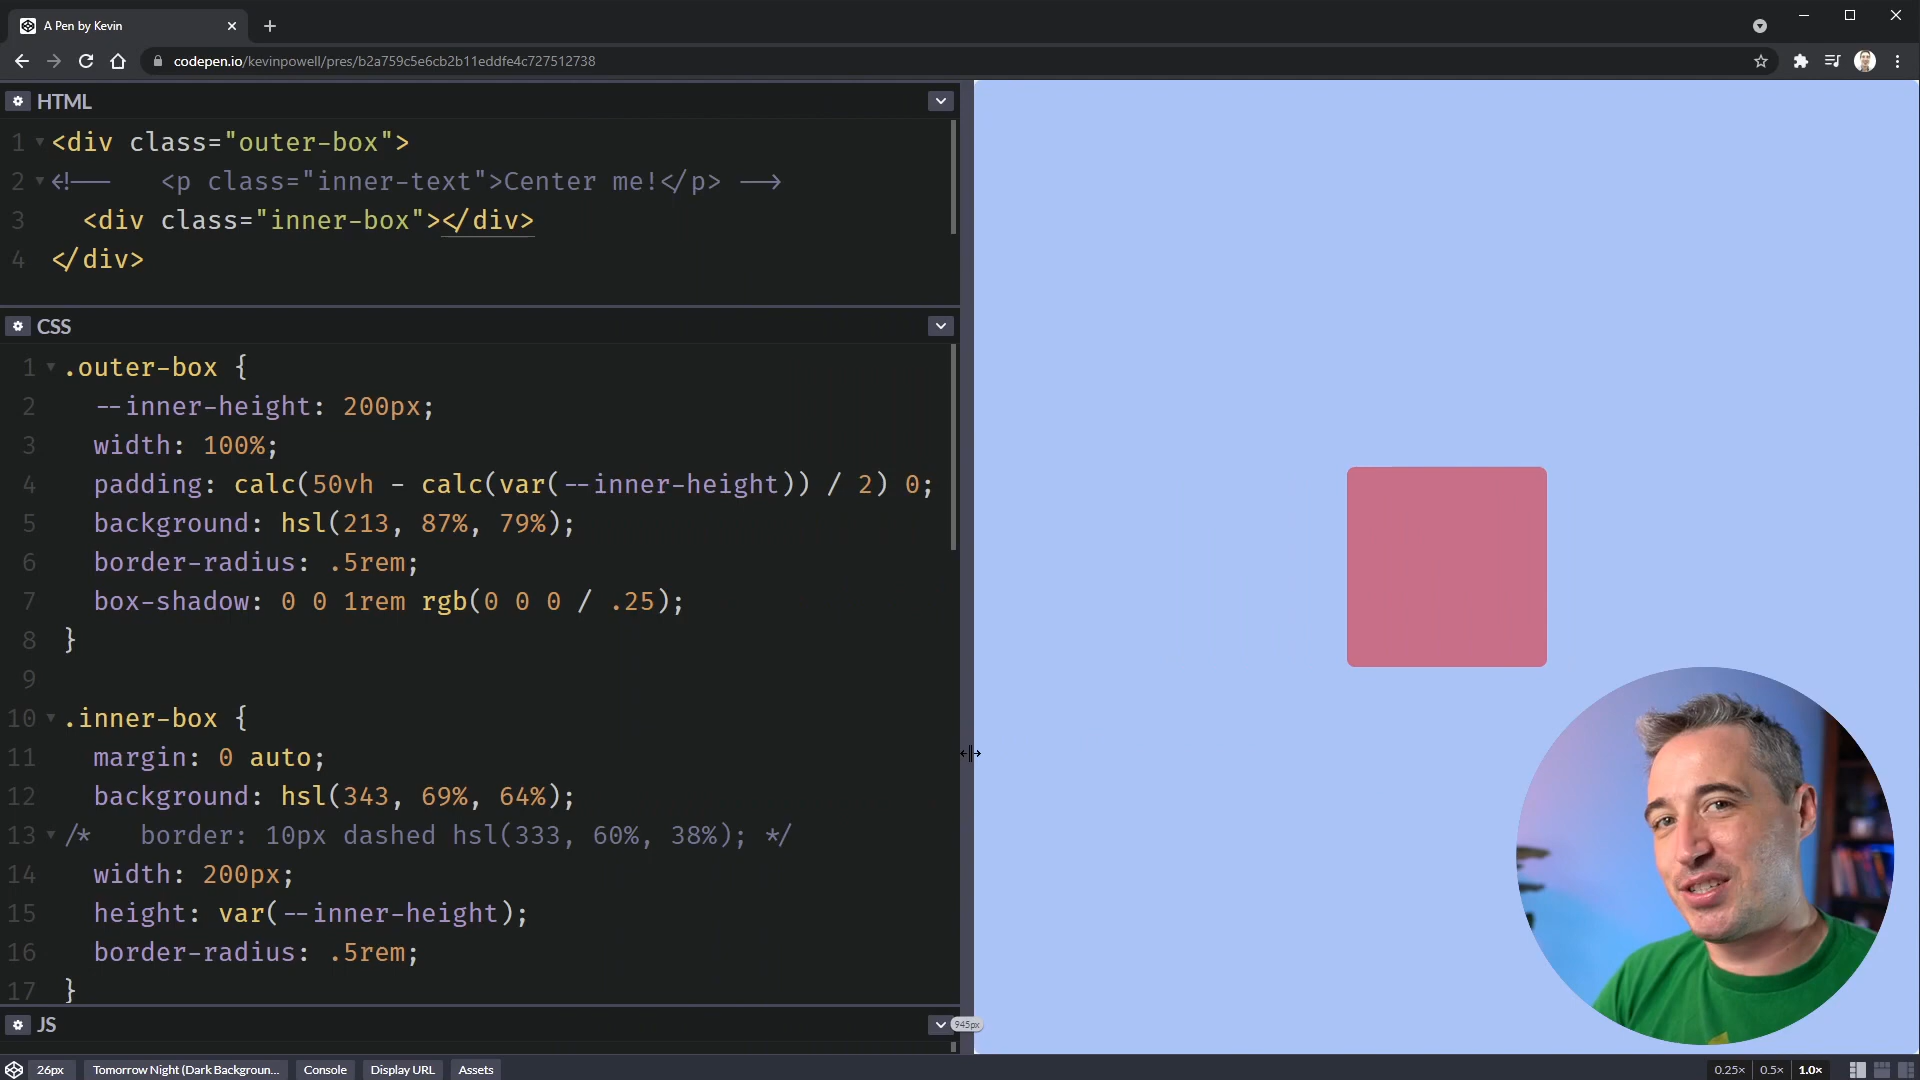 A Pen by Kevin
codepen.io/kevinpowell/pres/b2a759c5e6cb2b11eddfe4c727512738
HTML
1 <div class="outer-box">
2 <!-- <p class="inner-text">Center me!</p> -->
3 <div class="inner-box"></div>
4 </div>
CSS
1 .outer-box {
2 --inner-height: 200px;
3 width: 100%;
4 padding: calc(50vh - calc(var(--inner-height)) / 2) 0;
5 background: hsl(213, 87%, 79%);
6 border-radius: .5rem;
7 box-shadow: 0 0 1rem rgb(0 0 0 / .25);
8 }
9
10 .inner-box {
11 margin: 0 auto;
12 background: hsl(343, 69%, 64%);
13 /* border: 10px dashed hsl(333, 60%, 38%); */
14 width: 200px;
15 height: var(--inner-height);
16 border-radius: .5rem;
17 }
JS
945px
26px Tomorrow Night (Dark Backgroun... Console Display URL Assets 0.25× 0.5× 1.0×